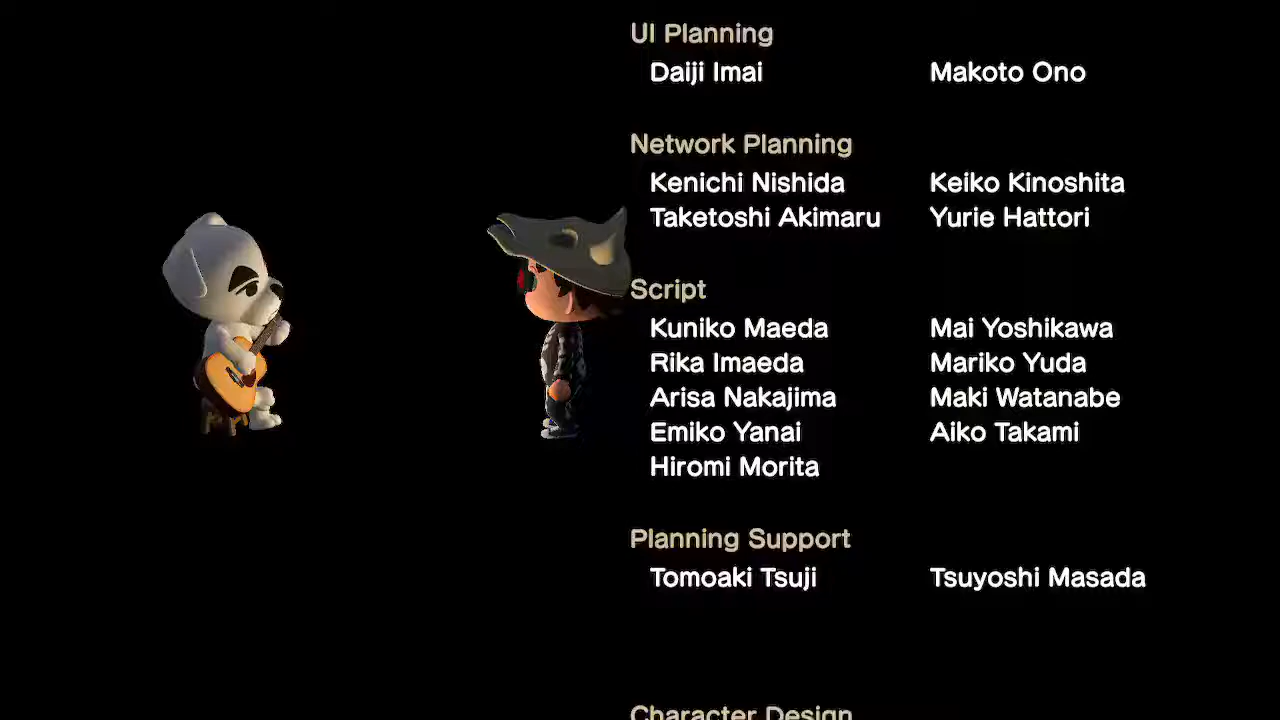 UI Planning
Daiji Imai Makoto Ono
Network Planning
Kenichi Nishida Keiko Kinoshita
Taketoshi Akimaru Yurie Hattori
Script
Kuniko Maeda Mai Yoshikawa
Rika Imaeda Mariko Yuda
Arisa Nakajima Maki Watanabe
Emiko Yanai Aiko Takami
Hiromi Morita
Planning Support
Tomoaki Tsuji Tsuyoshi Masada
Character Design